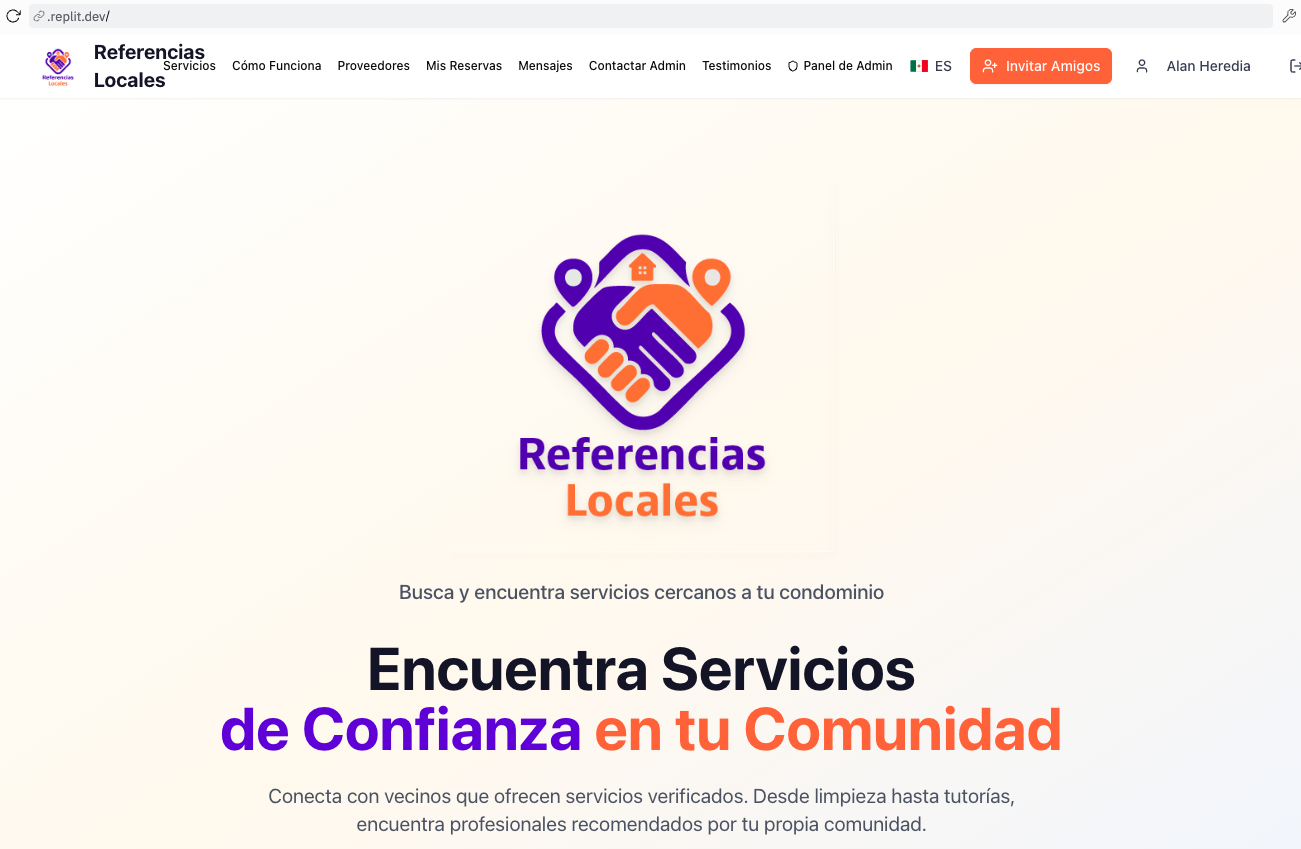 .replit.dev/
Referencias
Locales
Referencias
Locales
Servicios
Cómo Funciona
Proveedores
Mis Reservas
Mensajes
Contactar Admin
Testimonios
Panel de Admin
ES
Invitar Amigos
Alan Heredia
Referencias
Locales
Busca y encuentra servicios cercanos a tu condominio
Encuentra Servicios
de Confianza en tu Comunidad
Conecta con vecinos que ofrecen servicios verificados. Desde limpieza hasta tutorías,
encuentra profesionales recomendados por tu propia comunidad.